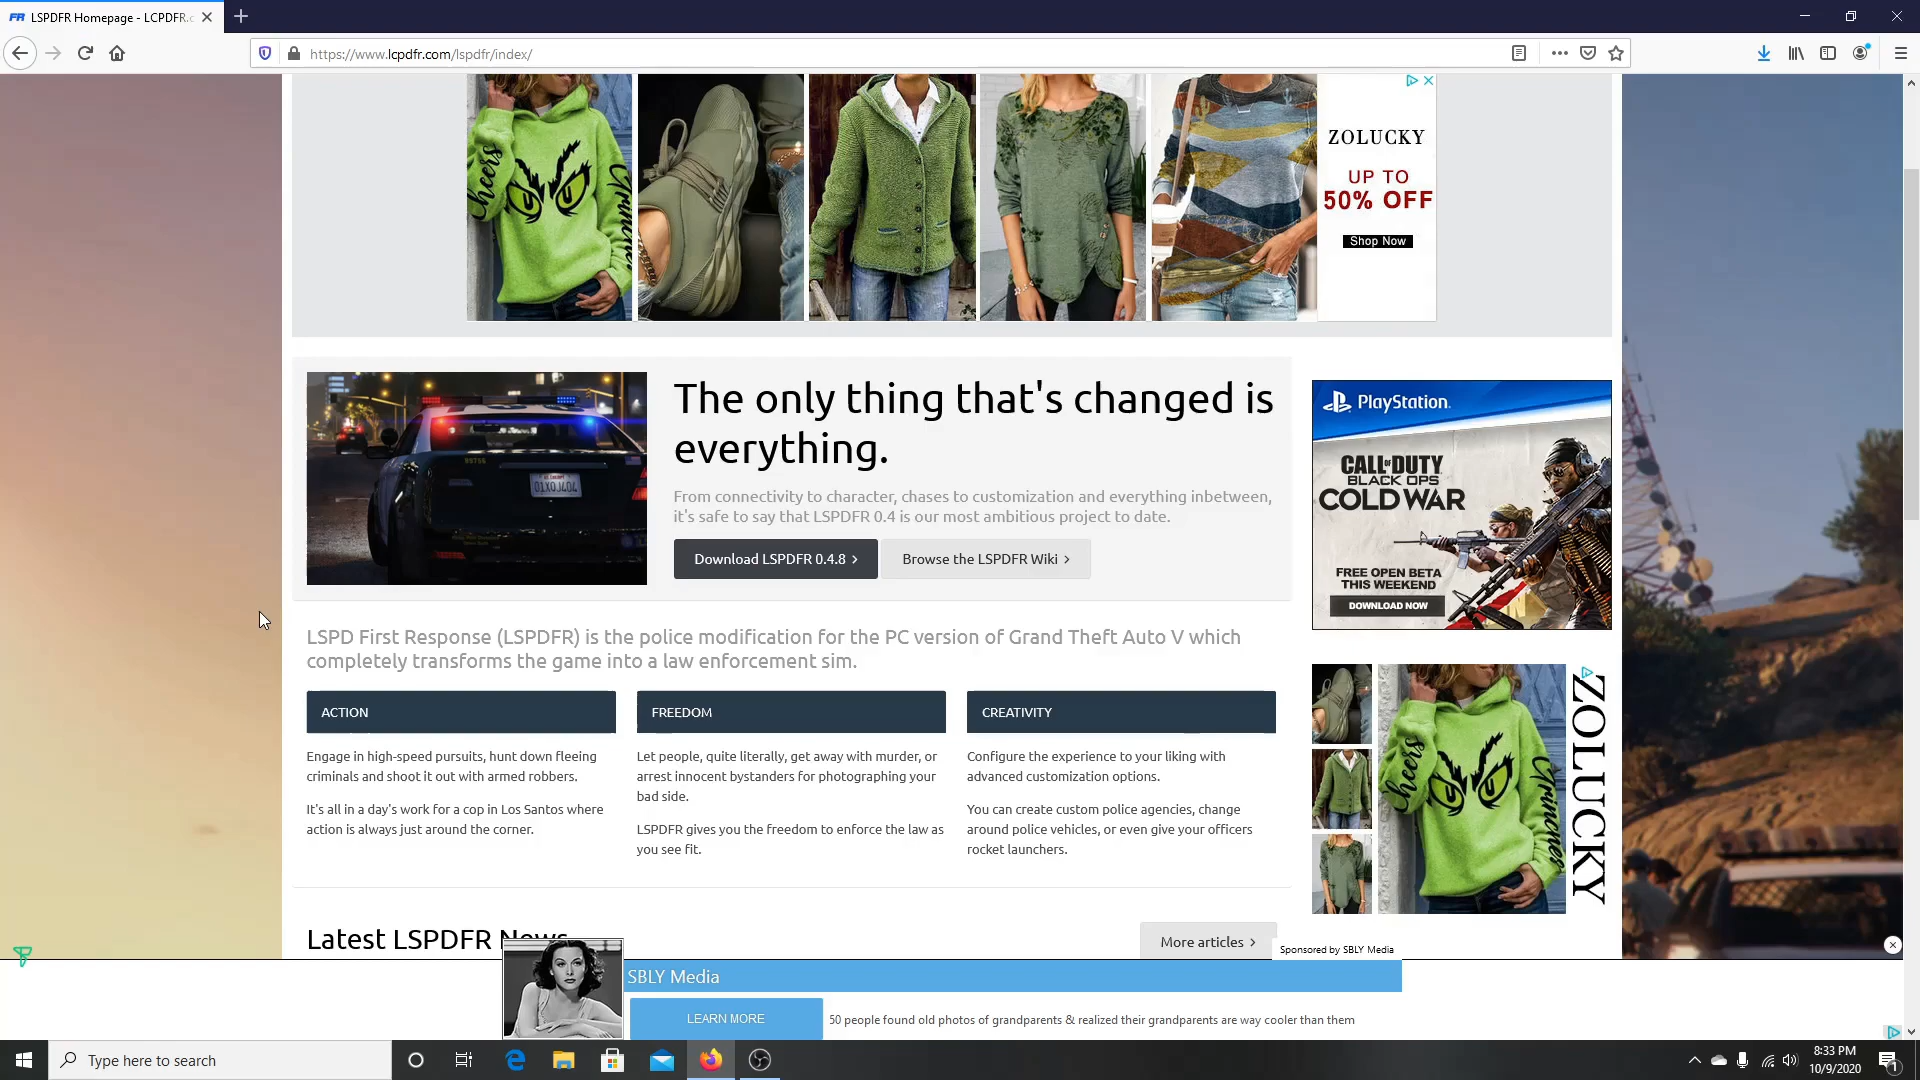 LSPDFR Homepage - LCPDFR.c
https://www.lcpdfr.com/lspdfr/index/
Cheers
ZOLUCKY
UP TO
50% OFF
Shop Now
The only thing that's changed is
everything.
From connectivity to character, chases to customization and everything inbetween,
it's safe to say that LSPDFR 0.4 is our most ambitious project to date.
Download LSPDFR 0.4.8
Browse the LSPDFR Wiki
PlayStation.
CALL OF DUTY
BLACK OPS
COLD WAR
FREE OPEN BETA
THIS WEEKEND
DOWNLOAD NOW
LSPD First Response (LSPDFR) is the police modification for the PC version of Grand Theft Auto V which
completely transforms the game into a law enforcement sim.
ACTION
Engage in high-speed pursuits, hunt down fleeing
criminals and shoot it out with armed robbers.
It's all in a day's work for a cop in Los Santos where
action is always just around the corner.
FREEDOM
Let people, quite literally, get away with murder, or
arrest innocent bystanders for photographing your
bad side.
LSPDFR gives you the freedom to enforce the law as
you see fit.
CREATIVITY
Configure the experience to your liking with
advanced customization options.
You can create custom police agencies, change
around police vehicles, or even give your officers
rocket launchers.
Cheers
ZOLUCKY
Latest LSPDFR News
More articles
Sponsored by SBLY Media
SBLY Media
LEARN MORE
50 people found old photos of grandparents & realized their grandparents are way cooler than them
Type here to search
8:33 PM
10/9/2020
1